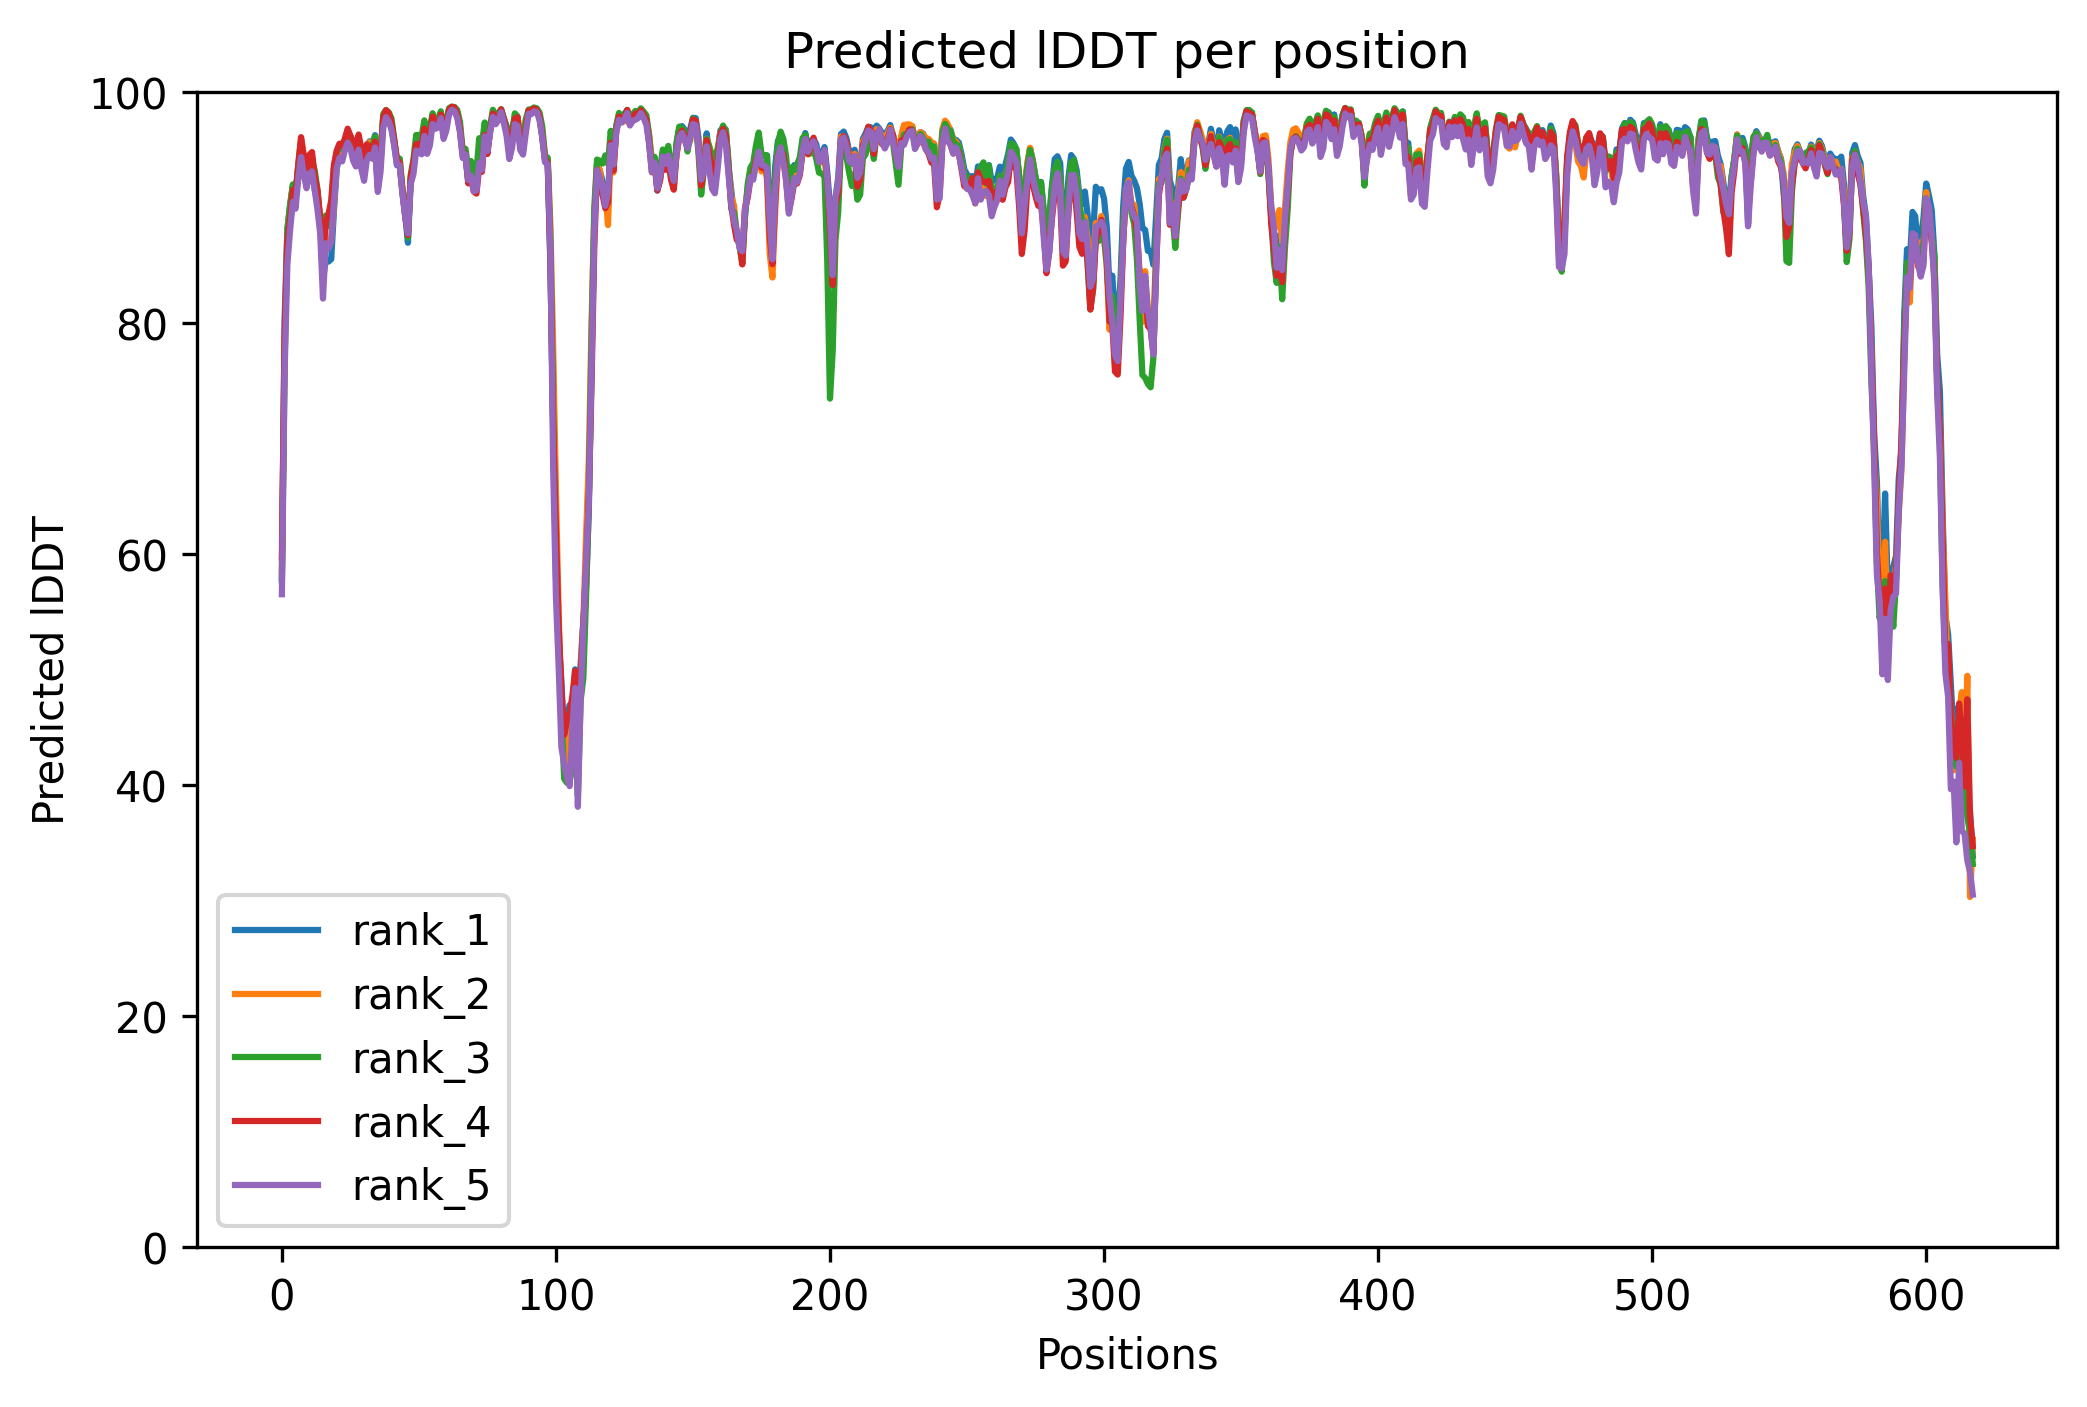 Predicted lDDT per position
100
80
60
40
20
0
Predicted lDDT
rank_1
rank_2
rank_3
rank_4
rank_5
0 100 200 300 400 500 600
Positions